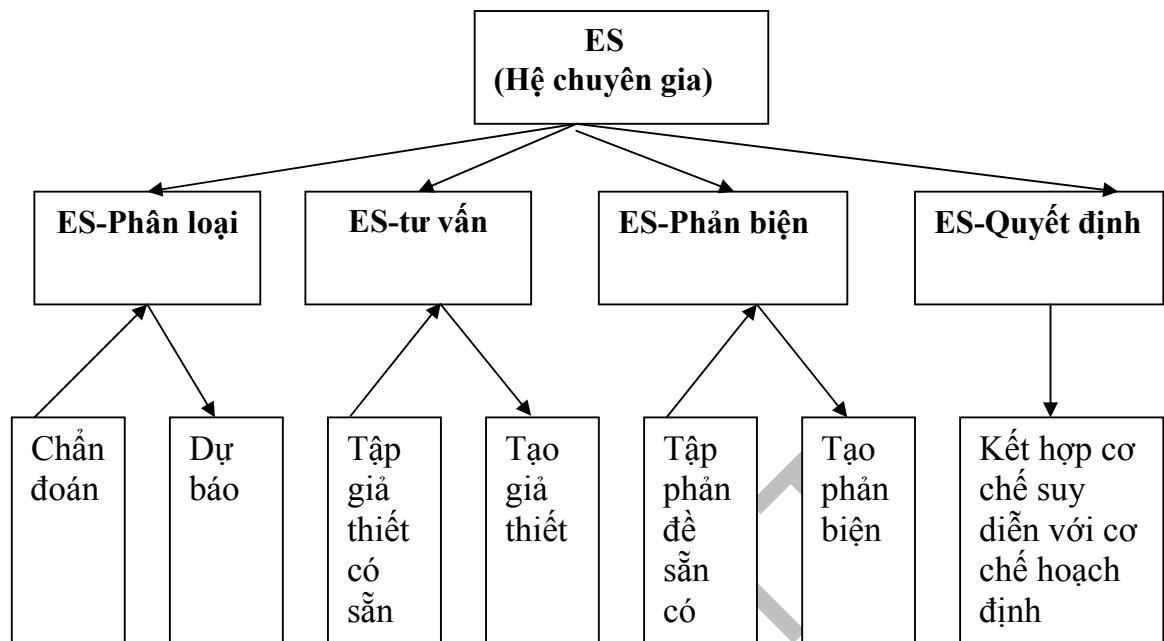 ES
(Hệ chuyên gia)
ES-Phân loại
ES-tư vấn
ES-Phản biện
ES-Quyết định
Chẩn
đoán
Dự
báo
Tập
giả
thiết
có
sẵn
Tạo
giả
thiết
Tập
phản
đề
sẵn
có
Tạo
phản
biện
Kết hợp cơ
chế suy
diễn với cơ
chế hoạch
định